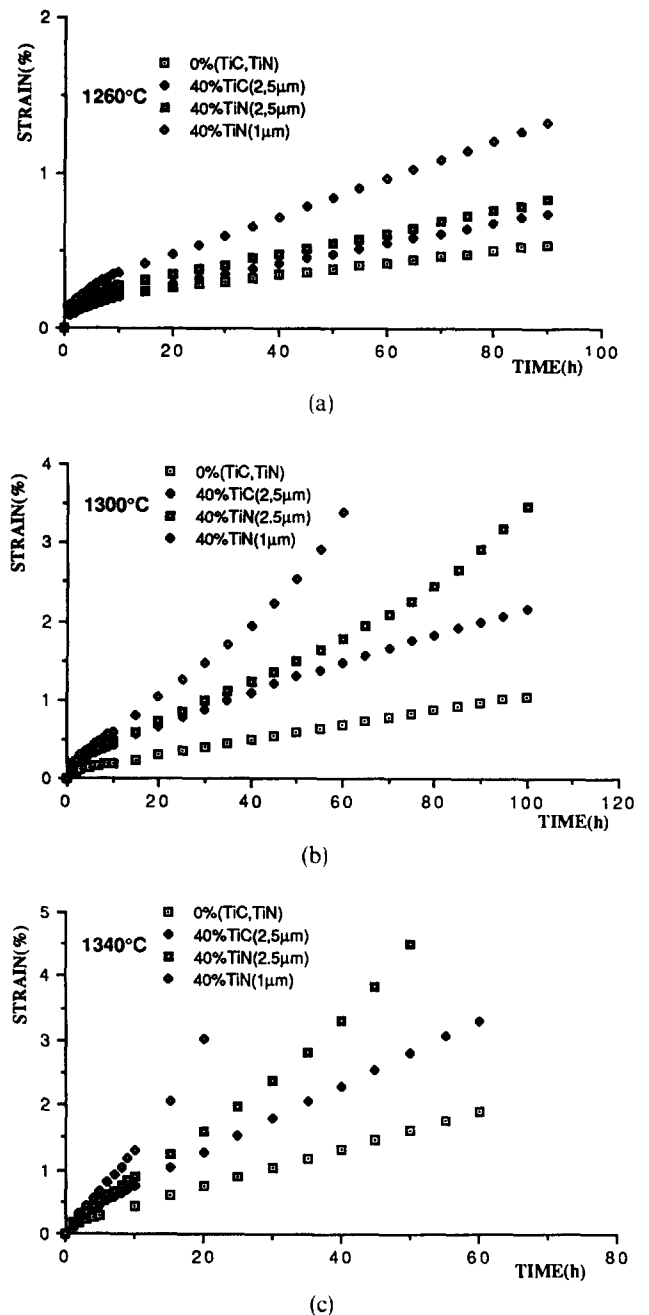 2
1260°C
0%(TiC,TiN)
40%TiC(2,5µm)
40%TiN(2,5µm)
40%TiN(1µm)
STRAIN(%)
1
0
0 20 40 60 80 100
TIME(h)
(a)
4
1300°C
0%(TiC,TiN)
40%TiC(2,5µm)
40%TiN(2.5µm)
40%TiN(1µm)
STRAIN(%)
3
2
1
0
0 20 40 60 80 100 120
TIME(h)
(b)
5
1340°C
0%(TiC,TiN)
40%TiC(2,5µm)
40%TiN(2.5µm)
40%TiN(1µm)
STRAIN(%)
4
3
2
1
0
0 20 40 60 80
TIME(h)
(c)